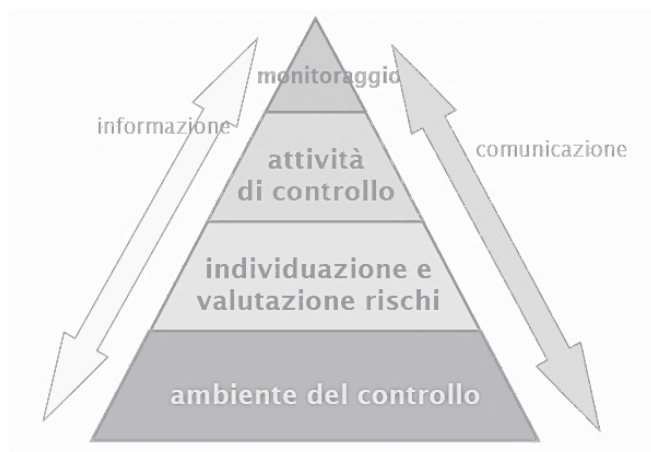 monitoraggio
informazione
comunicazione
attività
di controllo
individuazione e
valutazione rischi
ambiente del controllo